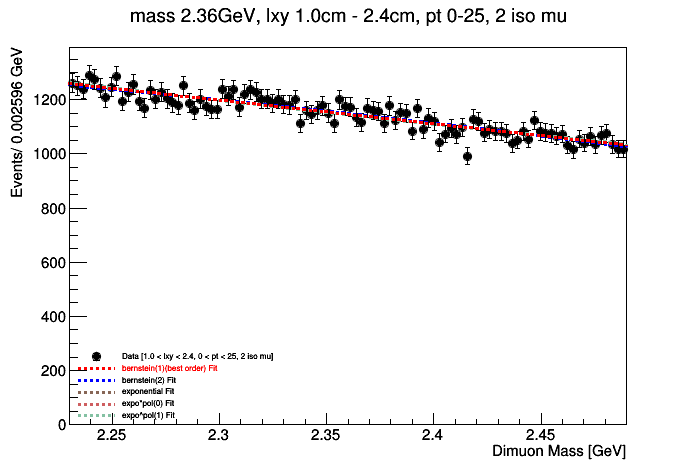 mass 2.36GeV, lxy 1.0cm - 2.4cm, pt 0-25, 2 iso mu
Events/ 0.002596 GeV
1200
1000
800
600
400
200
0
Data [1.0 < lxy < 2.4, 0 < pt < 25, 2 iso mu]
bernstein(1)(best order) Fit
bernstein(2) Fit
exponential Fit
expo*pol(0) Fit
expo*pol(1) Fit
2.25 2.3 2.35 2.4 2.45
Dimuon Mass [GeV]